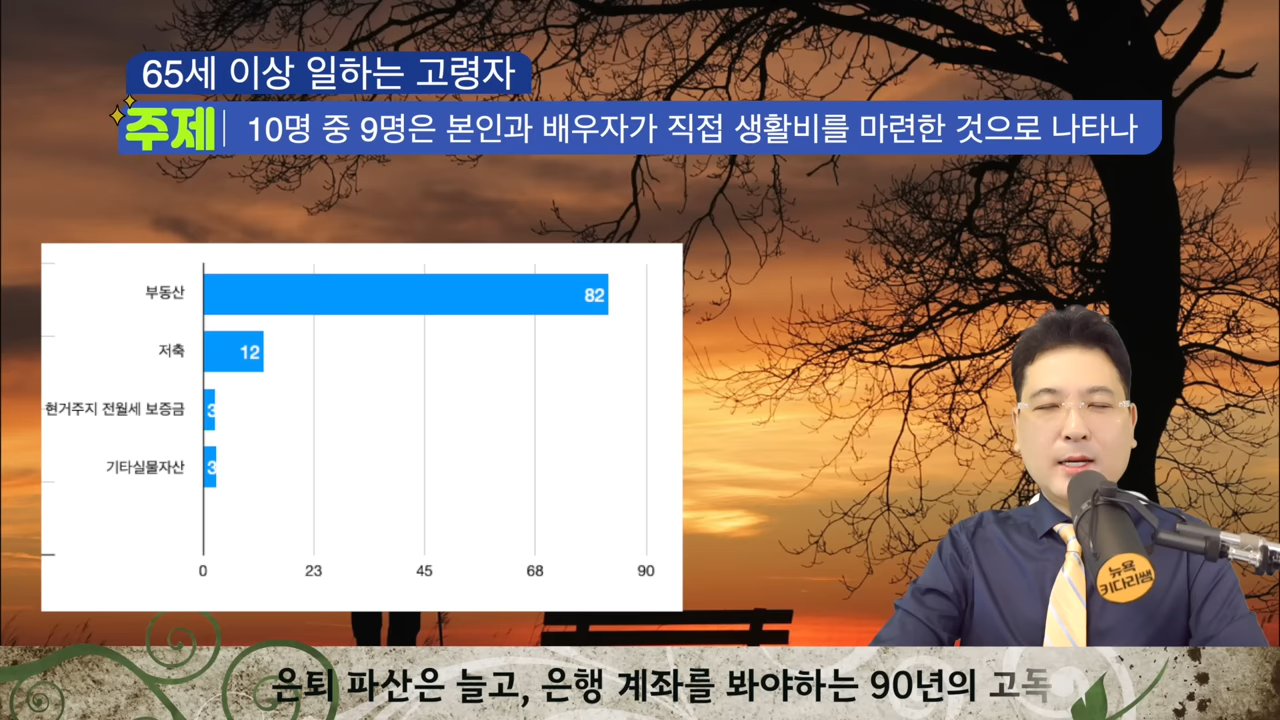 65세 이상 일하는 고령자
주제 10명 중 9명은 본인과 배우자가 직접 생활비를 마련한 것으로 나타나
부동산 82
저축 12
현거주지 전월세 보증금 3
기타실물자산 3
0 23 45 68 90
뉴욕
키다리쌤
은퇴 파산은 늘고, 은행 계좌를 봐야하는 90년의 고독